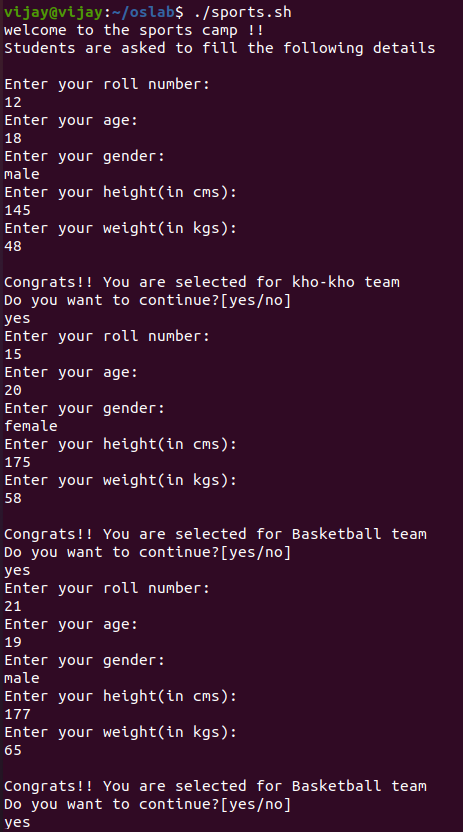 vijay@vijay:~/oslab$ ./sports.sh
welcome to the sports camp !!
Students are asked to fill the following details
Enter your roll number:
12
Enter your age:
18
Enter your gender:
male
Enter your height(in cms):
145
Enter your weight(in kgs):
48
Congrats!! You are selected for kho-kho team
Do you want to continue?[yes/no]
yes
Enter your roll number:
15
Enter your age:
20
Enter your gender:
female
Enter your height(in cms):
175
Enter your weight(in kgs):
58
Congrats!! You are selected for Basketball team
Do you want to continue?[yes/no]
yes
Enter your roll number:
21
Enter your age:
19
Enter your gender:
male
Enter your height(in cms):
177
Enter your weight(in kgs):
65
Congrats!! You are selected for Basketball team
Do you want to continue?[yes/no]
yes